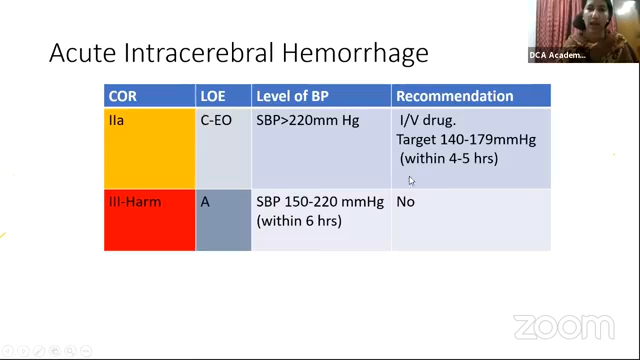 Acute Intracerebral Hemorrhage
DCA Academ...
COR LOE Level of BP Recommendation
IIa C-EO SBP>220mm Hg I/V drug.
Target 140-179mmHg
(within 4-5 hrs)
III-Harm A SBP 150-220 mmHg No
(within 6 hrs)
zoom